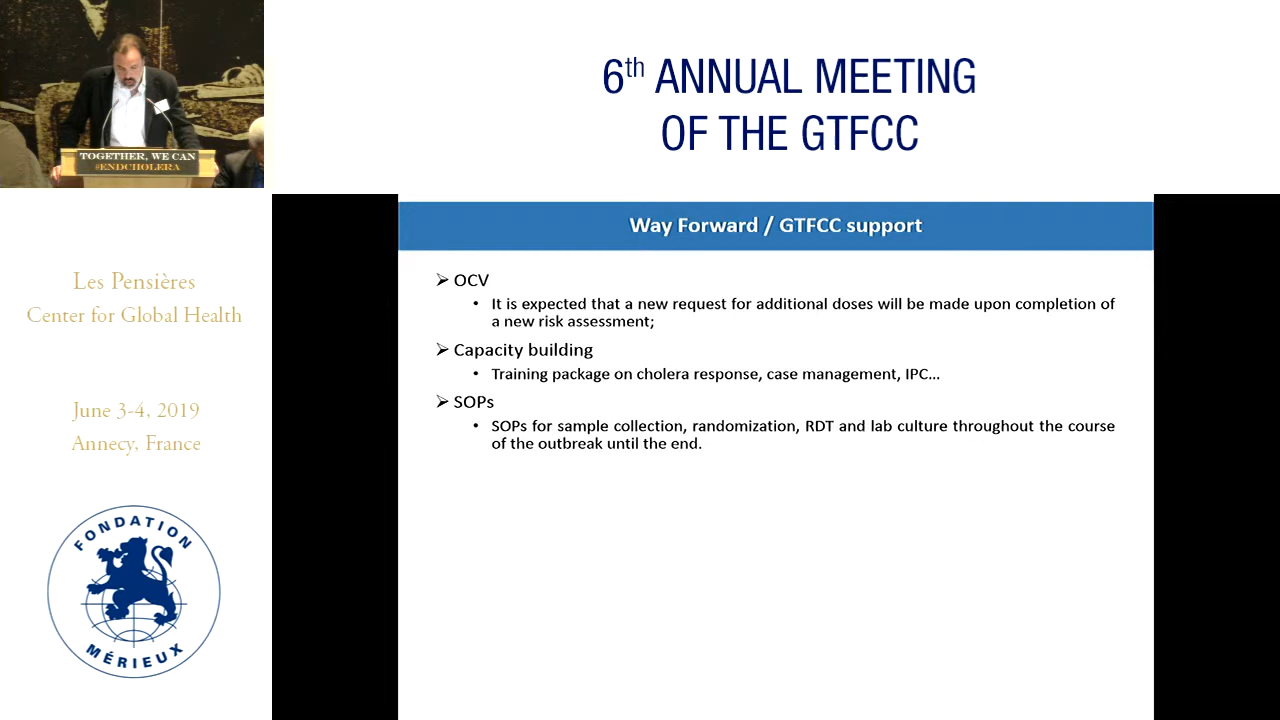 6th ANNUAL MEETING
OF THE GTFCC
TOGETHER, WE CAN
#ENDCHOLERA
Les Pensières
Center for Global Health
June 3-4, 2019
Annecy, France
FONDATION
MÉRIEUX
Way Forward / GTFCC support
➢ OCV
• It is expected that a new request for additional doses will be made upon completion of
a new risk assessment;
➢ Capacity building
• Training package on cholera response, case management, IPC...
➢ SOPs
• SOPs for sample collection, randomization, RDT and lab culture throughout the course
of the outbreak until the end.